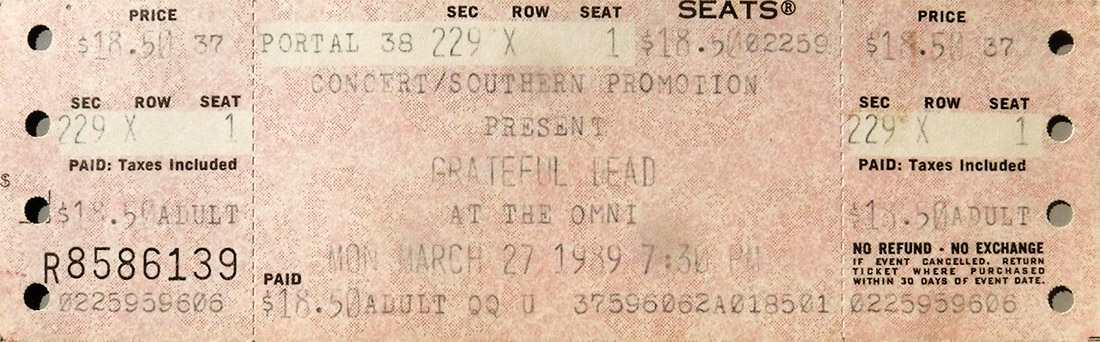 PRICE
$18.50 37
SEC ROW SEAT
229 X 1
PAID: Taxes Included
$18.50ADULT
R8586139
0225959606
SEATS®
SEC ROW SEAT
PORTAL 38 229 X 1 $18.5002259
CONCERT/SOUTHERN PROMOTION
PRESENT
GRATEFUL DEAD
AT THE OMNI
MON MARCH 27 1989 7:30 PM
PAID
$18.50ADULT QQ U 37596062A018501
PRICE
$18.50 37
SEC ROW SEAT
229 X 1
PAID: Taxes Included
$18.50ADULT
NO REFUND - NO EXCHANGE
IF EVENT CANCELLED, RETURN
TICKET WHERE PURCHASED
WITHIN 30 DAYS OF EVENT DATE.
0225959606